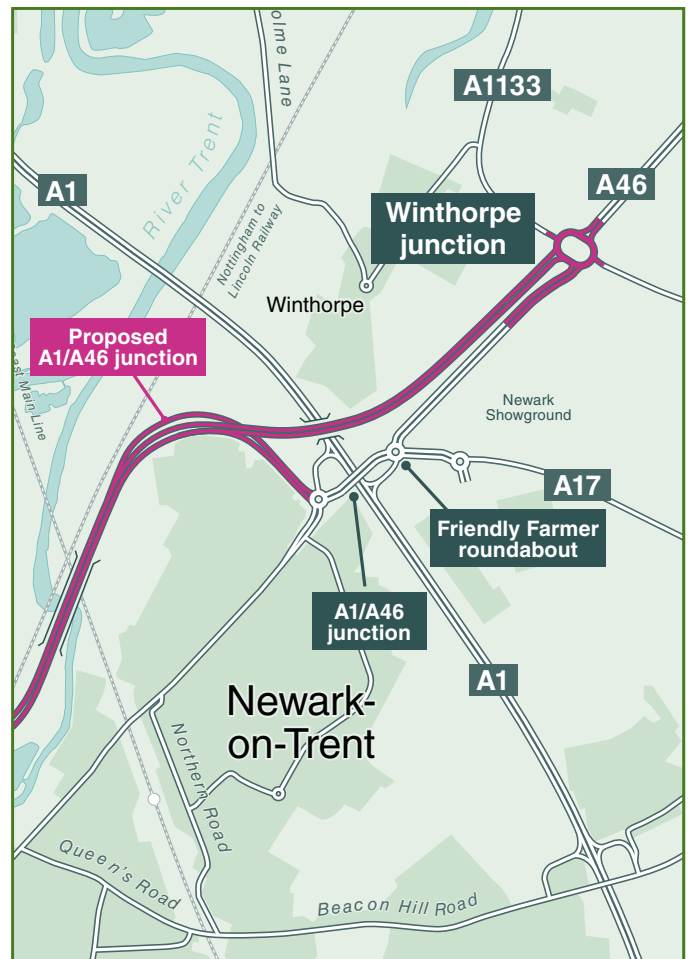 olme Lane
A1133
A1
River Trent
A46
Nottingham to
Lincoln Railway
Winthorpe
junction
Winthorpe
Proposed
A1/A46 junction
East Main Line
Newark
Showground
A17
Friendly Farmer
roundabout
A1/A46
junction
A1
Newark-
on-Trent
Northern Road
Queen's Road
Beacon Hill Road